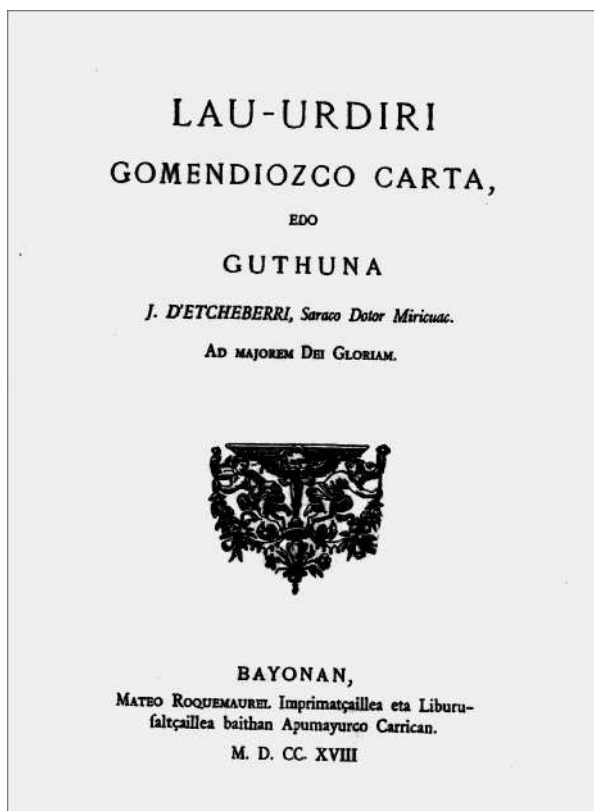 LAU-URDIRI
GOMENDIOZCO CARTA,
EDO
GUTHUNA
J. D'ETCHEBERRI, Saraco Dotor Miricuac.
AD MAJOREM DEI GLORIAM.
BAYONAN,
MATEO ROQUEMAUREL Imprimatçaillea eta Liburu-
ſaltçaillea baithan Apumayurco Carrican.
M. D. CC. XVIII